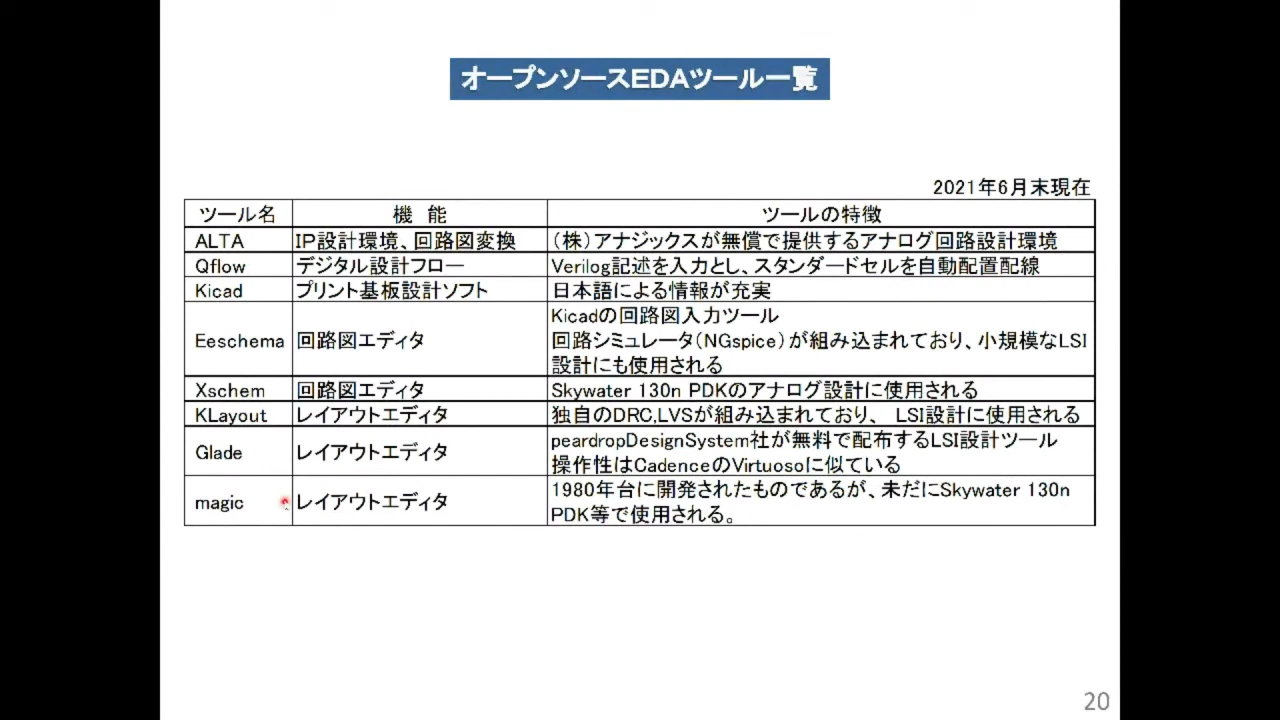 オープンソースEDAツール一覧
2021年6月末現在
ツール名 機 能 ツールの特徴
ALTA IP設計環境、回路図変換 （株）アナジックスが無償で提供するアナログ回路設計環境
Qflow デジタル設計フロー Verilog記述を入力とし、スタンダードセルを自動配置配線
Kicad プリント基板設計ソフト 日本語による情報が充実
Eeschema 回路図エディタ Kicadの回路図入力ツール
回路シミュレータ（NGspice）が組み込まれており、小規模なLSI
設計にも使用される
Xschem 回路図エディタ Skywater 130n PDKのアナログ設計に使用される
KLayout レイアウトエディタ 独自のDRC,LVSが組み込まれており、 LSI設計に使用される
Glade レイアウトエディタ peardropDesignSystem社が無料で配布するLSI設計ツール
操作性はCadenceのVirtuosoに似ている
magic レイアウトエディタ 1980年台に開発されたものであるが、未だにSkywater 130n
PDK等で使用される。
20